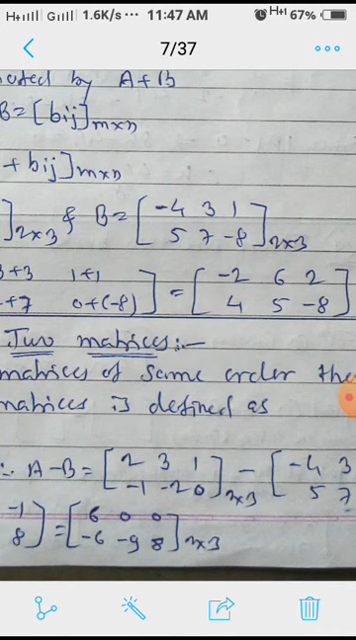 H+ıllı Gıllı 1.6K/s ··· 11:47 AM H+↑↓ 67%
7/37
by A+B
B=[bij]m×n
+ bij]m×n
]2×3 & B=[-4 3 1
5 7 -8]2×3
+3 1+1 ] = [-2 6 2
+7 0+(-8) 4 5 -8]
Two matrices:-
matrices of same order the
matrices is defined as
∴ A-B = [2 3 1 - [-4 3
-1 -2 0]2×3 5 7
-1 ] = [6 0 0
8 -6 -9 8]2×3